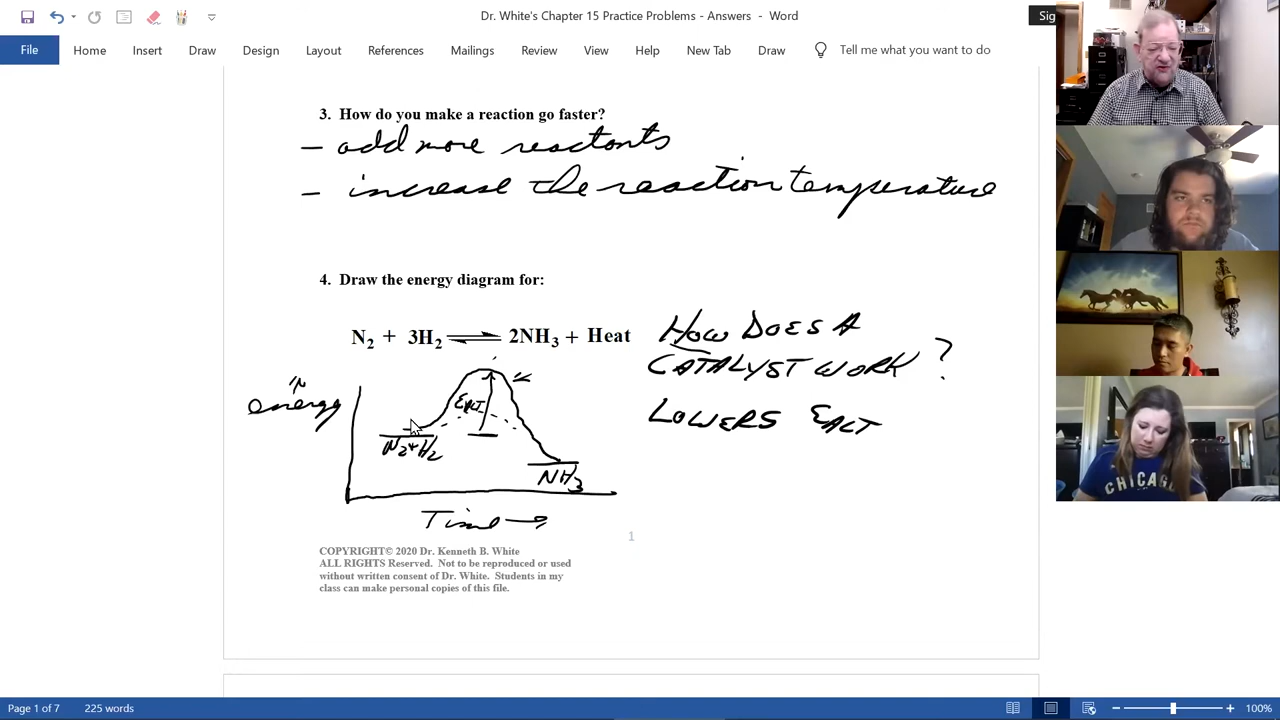 Dr. White's Chapter 15 Practice Problems - Answers - Word
Sig
File Home Insert Draw Design Layout References Mailings Review View Help New Tab Draw Tell me what you want to do
3. How do you make a reaction go faster?
- add more reactants
- increase the reaction temperature
4. Draw the energy diagram for:
N2 + 3H2 ⇌ 2NH3 + Heat
HOW DOES A
CATALYST WORK ?
LOWERS EACT
energy
EACT
N2+H2
NH3
Time →
1
COPYRIGHT© 2020 Dr. Kenneth B. White
ALL RIGHTS Reserved. Not to be reproduced or used
without written consent of Dr. White. Students in my
class can make personal copies of this file.
CHICAGO
Page 1 of 7 225 words 100%